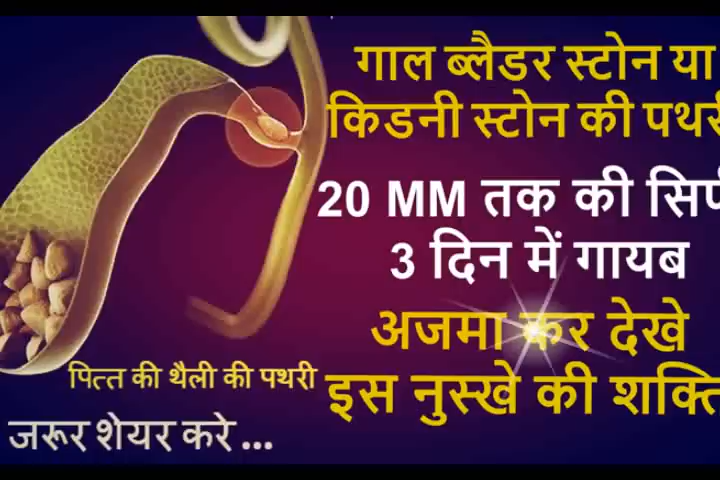 गाल ब्लैडर स्टोन या
किडनी स्टोन की पथरी
20 MM तक की सिर्फ
3 दिन में गायब
अजमा कर देखे
इस नुस्खे की शक्ति
पित्त की थैली की पथरी
जरूर शेयर करे ...